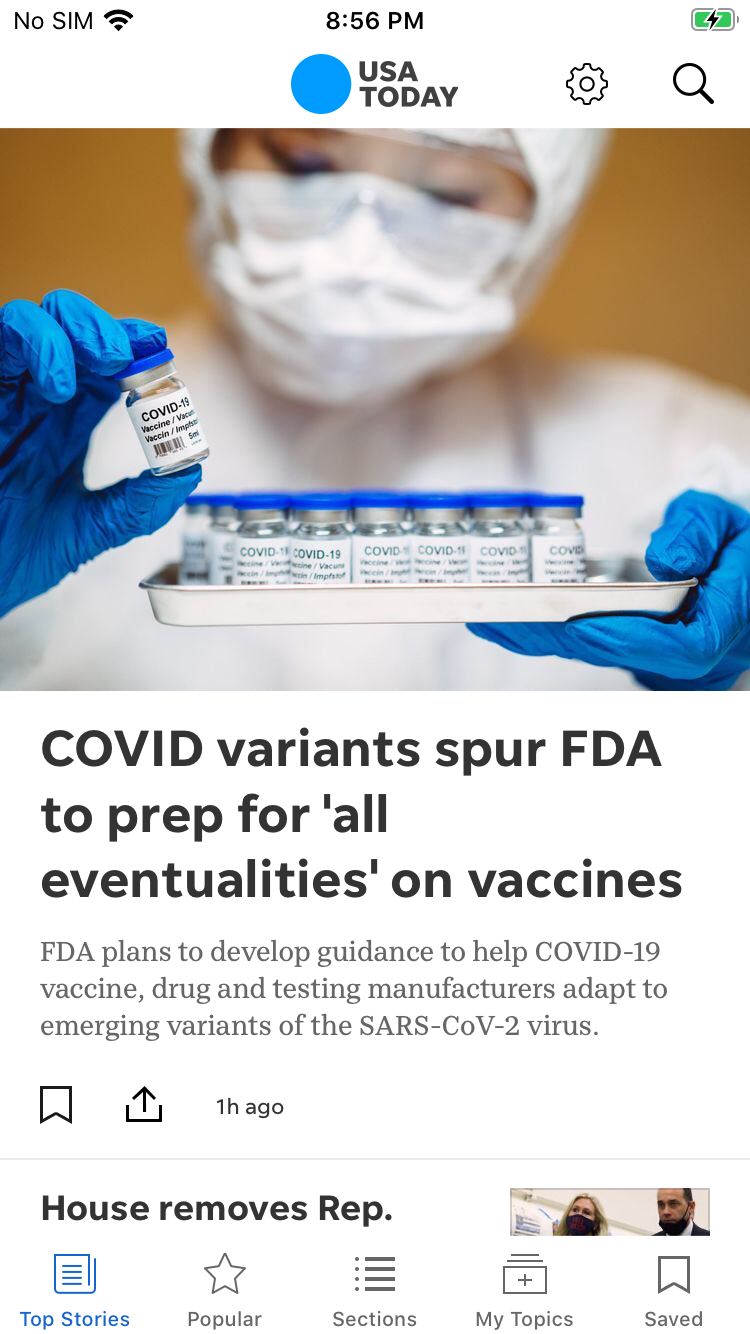 No SIM 8:56 PM
USA
TODAY
COVID-19
Vaccine / Vacuna
Vaccin / Impfstoff
5ml
COVID-19 COVID-19 COVID-19 COVID-19 COVID-19
COVID variants spur FDA
to prep for 'all
eventualities' on vaccines
FDA plans to develop guidance to help COVID-19
vaccine, drug and testing manufacturers adapt to
emerging variants of the SARS-CoV-2 virus.
1h ago
House removes Rep.
Top Stories Popular Sections My Topics Saved